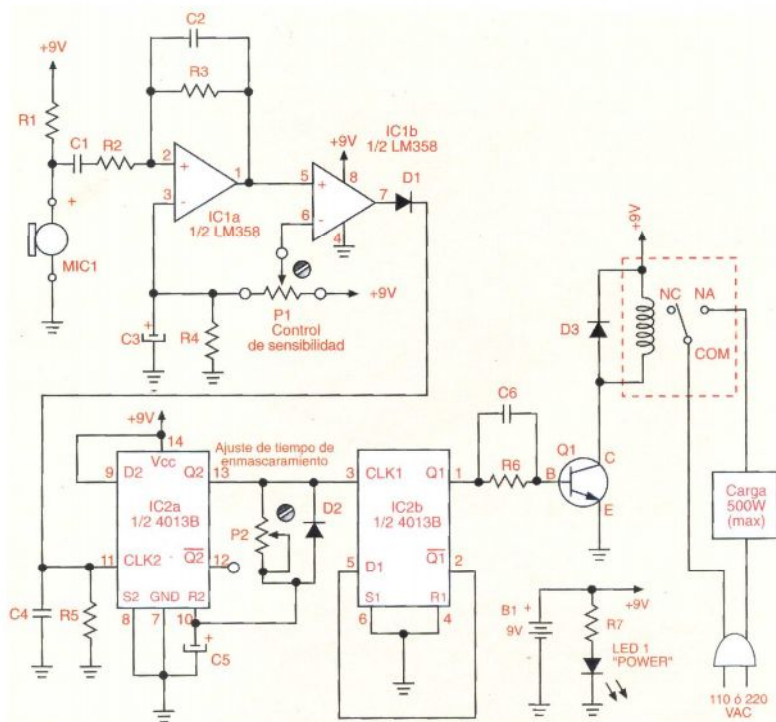 +9V
R1
C1
R2
+
MIC1
C2
R3
2
+
3
-
1
IC1a
1/2 LM358
IC1b
1/2 LM358
+9V
5
+
6
-
8
4
7
D1
+9V
P1
Control
de sensibilidad
C3
+
R4
+9V
D3
NC
NA
COM
+9V
14
Vcc
9
D2
Q2
13
IC2a
1/2 4013B
11
CLK2
Q2
12
S2
GND
R2
8
7
10
C4
R5
+
C5
Ajuste de tiempo de
enmascaramiento
P2
D2
3
CLK1
Q1
1
IC2b
1/2 4013B
5
D1
Q1
2
S1
R1
6
4
C6
R6
B
Q1
C
E
Carga
500W
(max)
B1
+
9V
+9V
R7
LED 1
"POWER"
110 ó 220
VAC